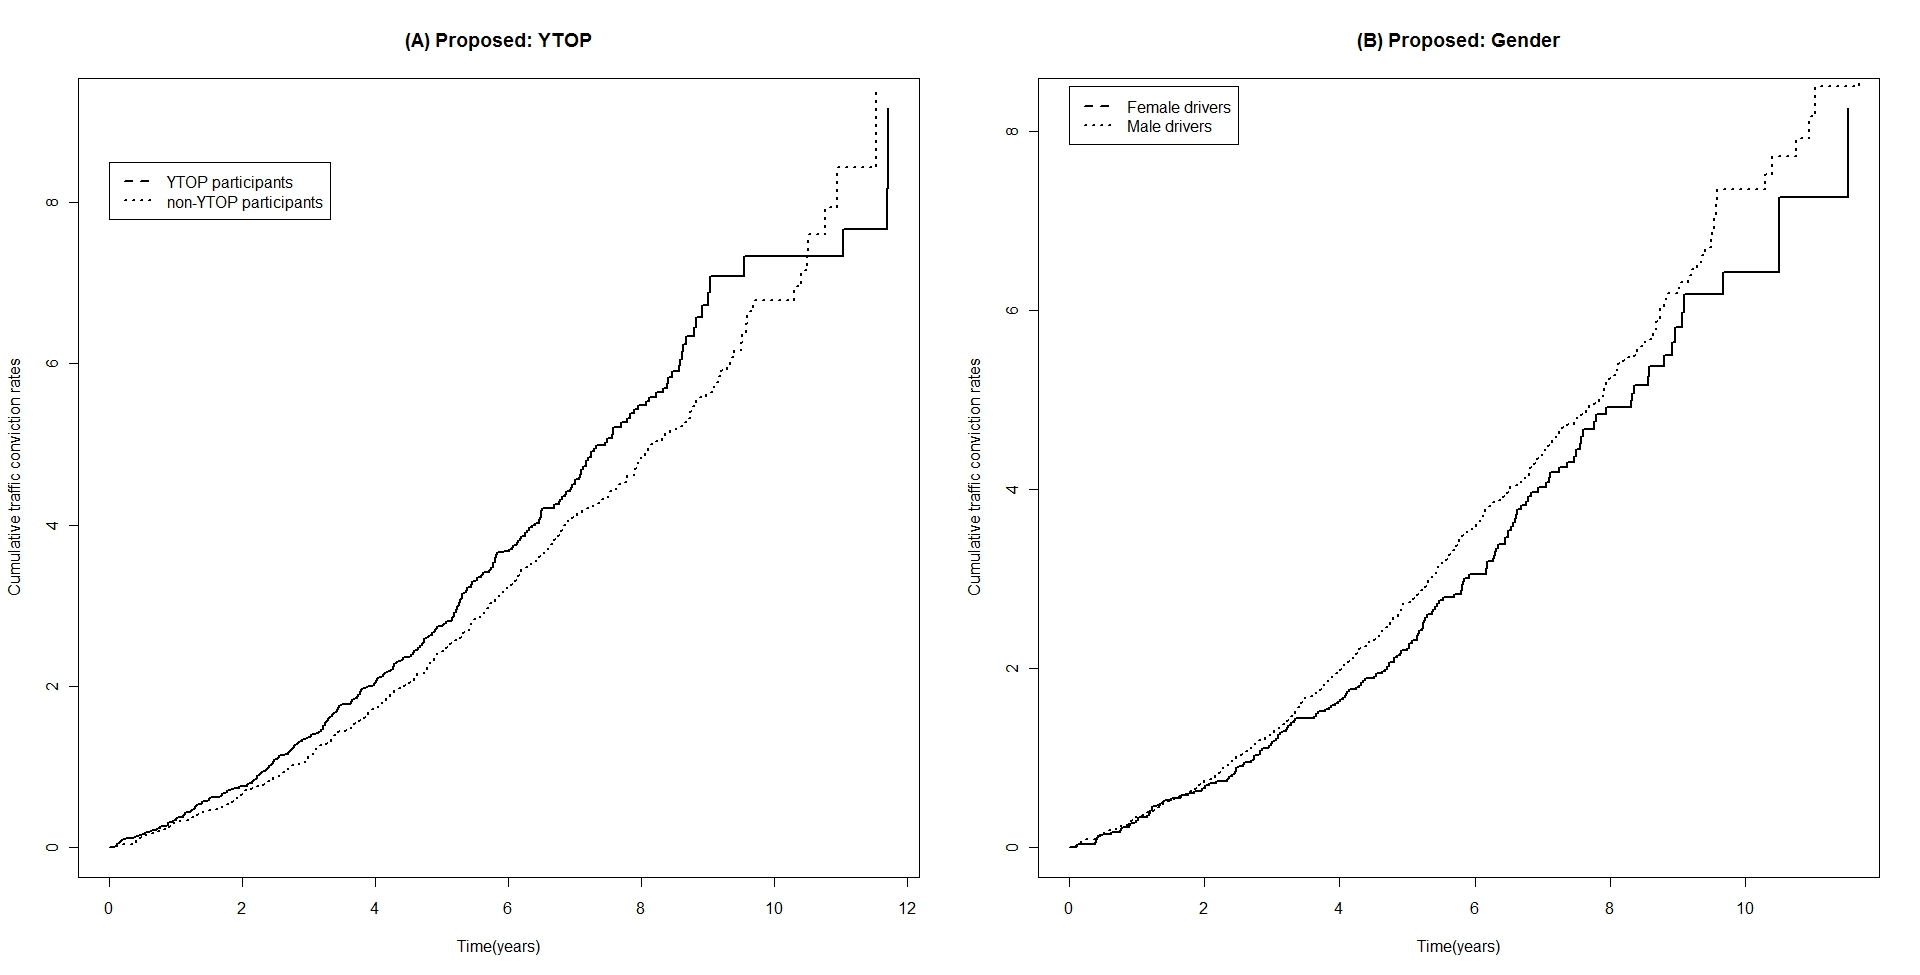 (A) Proposed: YTOP
YTOP participants
non-YTOP participants
Cumulative traffic conviction rates
8
6
4
2
0
0 2 4 6 8 10 12
Time(years)
(B) Proposed: Gender
Female drivers
Male drivers
Cumulative traffic conviction rates
8
6
4
2
0
0 2 4 6 8 10
Time(years)